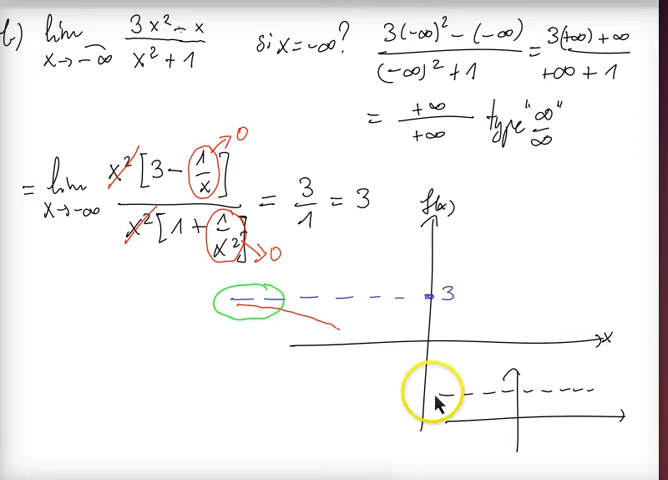 b) lim x→-∞ (3x² - x)/(x² + 1) si x = -∞? (3(-∞)² - (-∞))/((-∞)² + 1) = (3(+∞) + ∞)/(+∞ + 1)
= +∞/+∞ type "∞/∞"
= lim x→-∞ (x² [3 - 1/x])/(x² [1 + 1/x²]) = 3/1 = 3
0
0
f(x)
3
x